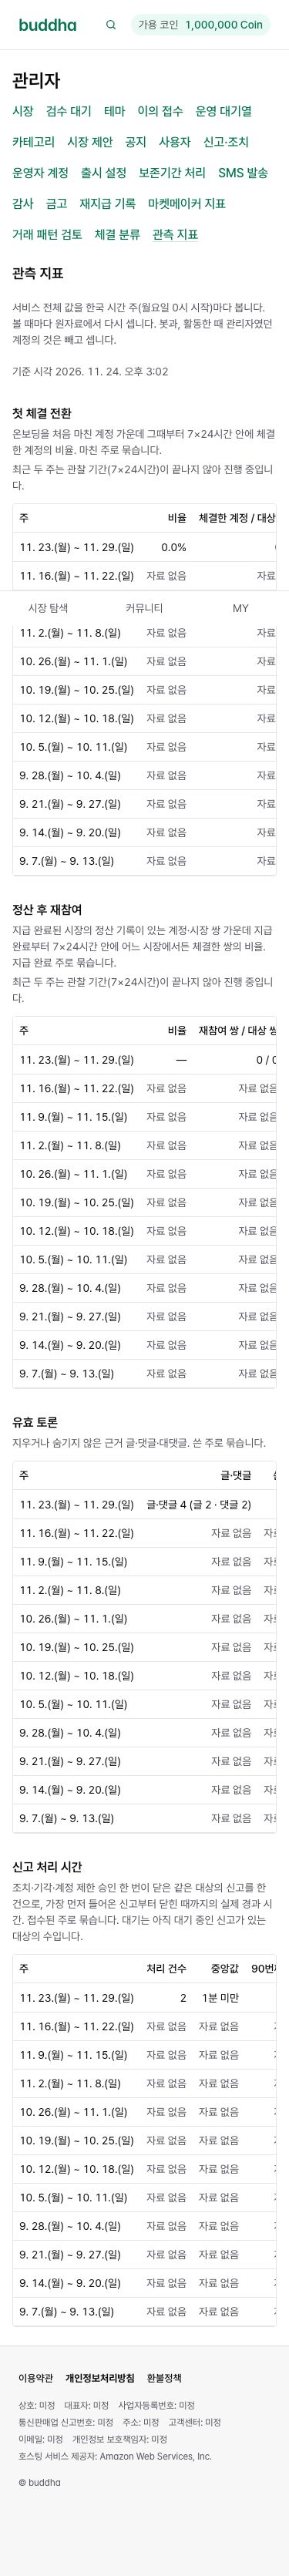 buddha
가용 코인 1,000,000 Coin
관리자
시장 검수 대기 테마 이의 접수 운영 대기열
카테고리 시장 제안 공지 사용자 신고·조치
운영자 계정 출시 설정 보존기간 처리 SMS 발송
감사 금고 재지급 기록 마켓메이커 지표
거래 패턴 검토 체결 분류 관측 지표
관측 지표
서비스 전체 값을 한국 시간 주(월요일 0시 시작)마다 봅니다.
볼 때마다 원자료에서 다시 셉니다. 봇과, 활동한 때 관리자였던
계정의 것은 빼고 셉니다.
기준 시각 2026. 11. 24. 오후 3:02
첫 체결 전환
온보딩을 처음 마친 계정 가운데 그때부터 7×24시간 안에 체결
한 계정의 비율. 마친 주로 묶습니다.
최근 두 주는 관찰 기간(7×24시간)이 끝나지 않아 진행 중입니
다.
주 비율 체결한 계정 / 대상
11. 23.(월) ~ 11. 29.(일) 0.0%
11. 16.(월) ~ 11. 22.(일) 자료 없음 자료
시장 탐색 커뮤니티 MY
11. 2.(월) ~ 11. 8.(일) 자료 없음 자료
10. 26.(월) ~ 11. 1.(일) 자료 없음 자료
10. 19.(월) ~ 10. 25.(일) 자료 없음 자료
10. 12.(월) ~ 10. 18.(일) 자료 없음 자료
10. 5.(월) ~ 10. 11.(일) 자료 없음 자료
9. 28.(월) ~ 10. 4.(일) 자료 없음 자료
9. 21.(월) ~ 9. 27.(일) 자료 없음 자료
9. 14.(월) ~ 9. 20.(일) 자료 없음 자료
9. 7.(월) ~ 9. 13.(일) 자료 없음 자료
정산 후 재참여
지급 완료된 시장의 정산 기록이 있는 계정·시장 쌍 가운데 지급
완료부터 7×24시간 안에 어느 시장에서든 체결한 쌍의 비율.
지급 완료 주로 묶습니다.
최근 두 주는 관찰 기간(7×24시간)이 끝나지 않아 진행 중입니
다.
주 비율 재참여 쌍 / 대상 쌍
11. 23.(월) ~ 11. 29.(일) — 0 / 0
11. 16.(월) ~ 11. 22.(일) 자료 없음 자료 없음
11. 9.(월) ~ 11. 15.(일) 자료 없음 자료 없음
11. 2.(월) ~ 11. 8.(일) 자료 없음 자료 없음
10. 26.(월) ~ 11. 1.(일) 자료 없음 자료 없음
10. 19.(월) ~ 10. 25.(일) 자료 없음 자료 없음
10. 12.(월) ~ 10. 18.(일) 자료 없음 자료 없음
10. 5.(월) ~ 10. 11.(일) 자료 없음 자료 없음
9. 28.(월) ~ 10. 4.(일) 자료 없음 자료 없음
9. 21.(월) ~ 9. 27.(일) 자료 없음 자료 없음
9. 14.(월) ~ 9. 20.(일) 자료 없음 자료 없음
9. 7.(월) ~ 9. 13.(일) 자료 없음 자료 없음
유효 토론
지우거나 숨기지 않은 근거 글·댓글·대댓글. 쓴 주로 묶습니다.
주 글·댓글
11. 23.(월) ~ 11. 29.(일) 글·댓글 4 (글 2 · 댓글 2)
11. 16.(월) ~ 11. 22.(일) 자료 없음 자료
11. 9.(월) ~ 11. 15.(일) 자료 없음 자료
11. 2.(월) ~ 11. 8.(일) 자료 없음 자료
10. 26.(월) ~ 11. 1.(일) 자료 없음 자료
10. 19.(월) ~ 10. 25.(일) 자료 없음 자료
10. 12.(월) ~ 10. 18.(일) 자료 없음 자료
10. 5.(월) ~ 10. 11.(일) 자료 없음 자료
9. 28.(월) ~ 10. 4.(일) 자료 없음 자료
9. 21.(월) ~ 9. 27.(일) 자료 없음 자료
9. 14.(월) ~ 9. 20.(일) 자료 없음 자료
9. 7.(월) ~ 9. 13.(일) 자료 없음 자료
신고 처리 시간
조치·기각·계정 제한 승인 한 번이 닫은 같은 대상의 신고를 한
건으로, 가장 먼저 들어온 신고부터 닫힌 때까지의 실제 경과 시
간. 접수된 주로 묶습니다. 대기는 아직 대기 중인 신고가 있는
대상의 수입니다.
주 처리 건수 중앙값 90번째
11. 23.(월) ~ 11. 29.(일) 2 1분 미만
11. 16.(월) ~ 11. 22.(일) 자료 없음 자료 없음
11. 9.(월) ~ 11. 15.(일) 자료 없음 자료 없음
11. 2.(월) ~ 11. 8.(일) 자료 없음 자료 없음
10. 26.(월) ~ 11. 1.(일) 자료 없음 자료 없음
10. 19.(월) ~ 10. 25.(일) 자료 없음 자료 없음
10. 12.(월) ~ 10. 18.(일) 자료 없음 자료 없음
10. 5.(월) ~ 10. 11.(일) 자료 없음 자료 없음
9. 28.(월) ~ 10. 4.(일) 자료 없음 자료 없음
9. 21.(월) ~ 9. 27.(일) 자료 없음 자료 없음
9. 14.(월) ~ 9. 20.(일) 자료 없음 자료 없음
9. 7.(월) ~ 9. 13.(일) 자료 없음 자료 없음
이용약관 개인정보처리방침 환불정책
상호: 미정 대표자: 미정 사업자등록번호: 미정
통신판매업 신고번호: 미정 주소: 미정 고객센터: 미정
이메일: 미정 개인정보 보호책임자: 미정
호스팅 서비스 제공자: Amazon Web Services, Inc.
© buddha